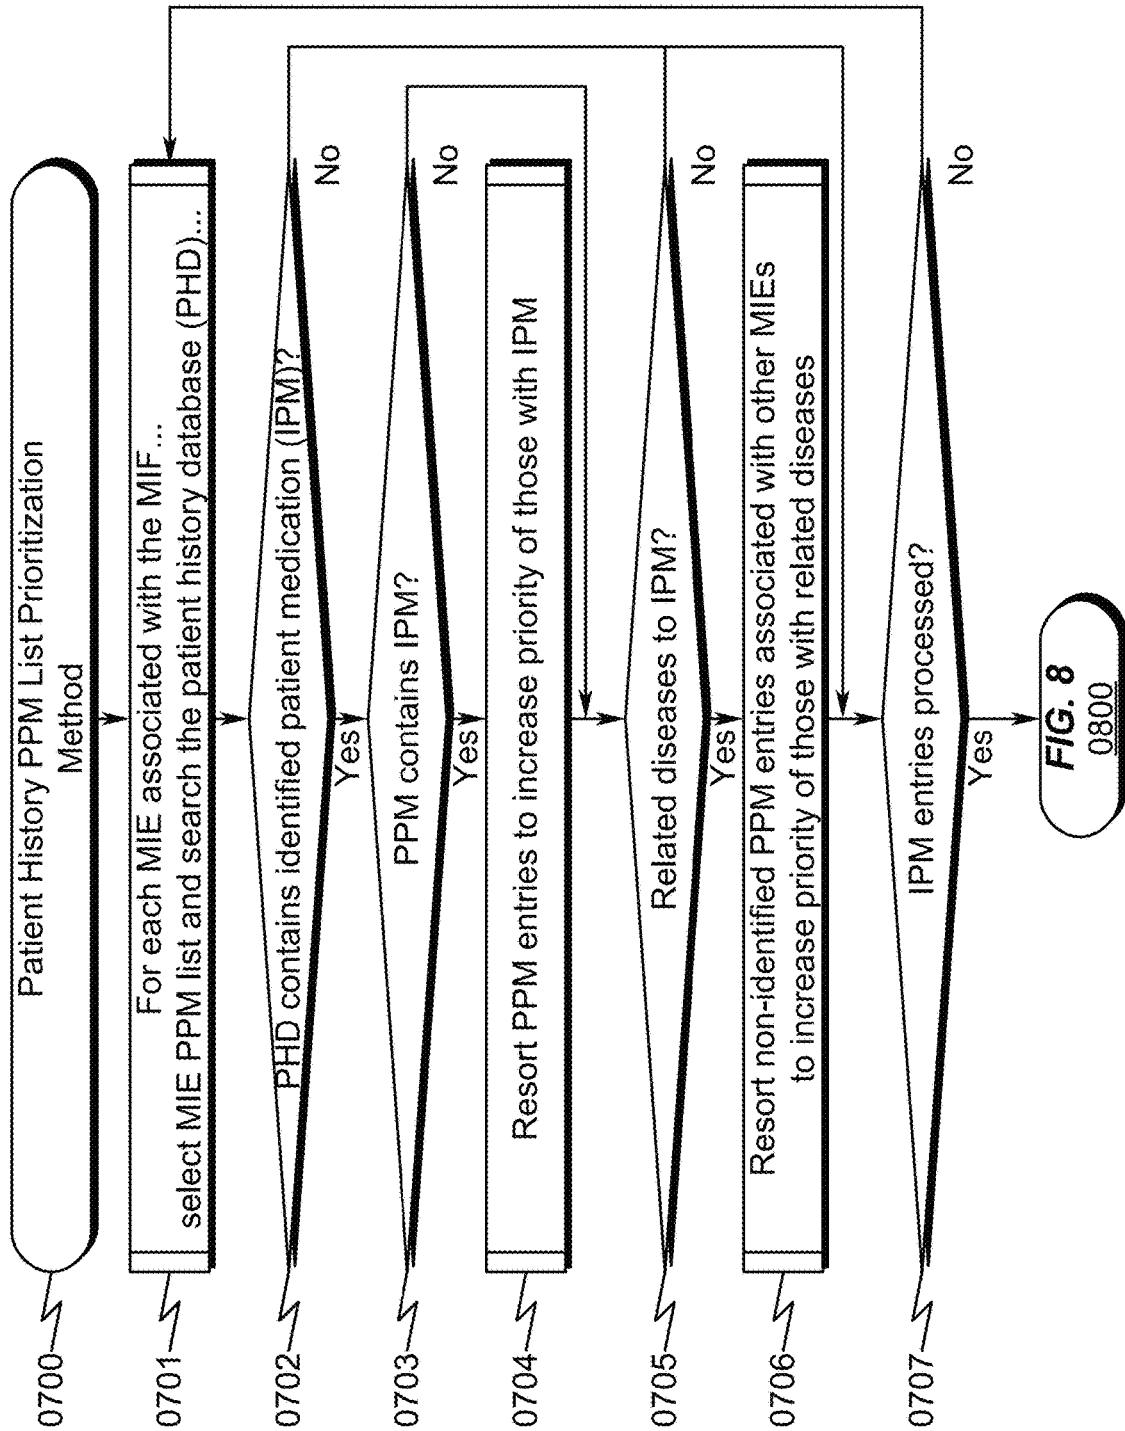 0700
Patient History PPM List Prioritization
Method
0701
For each MIE associated with the MIF...
select MIE PPM list and search the patient history database (PHD)...
0702
PHD contains identified patient medication (IPM)?
No
Yes
0703
PPM contains IPM?
No
Yes
0704
Resort PPM entries to increase priority of those with IPM
0705
Related diseases to IPM?
No
Yes
0706
Resort non-identified PPM entries associated with other MIEs
to increase priority of those with related diseases
0707
IPM entries processed?
No
Yes
FIG. 8
0800